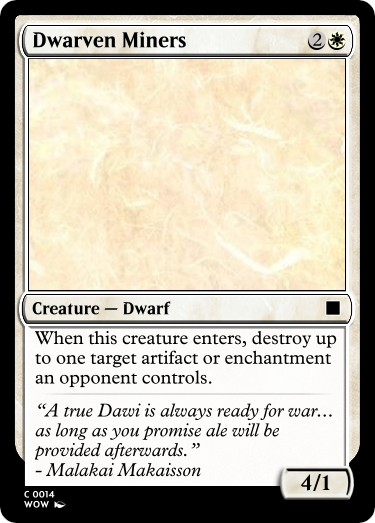 Dwarven Miners 2
Creature — Dwarf
When this creature enters, destroy up
to one target artifact or enchantment
an opponent controls.
“A true Dawi is always ready for war…
as long as you promise ale will be
provided afterwards.”
- Malakai Makaisson
4/1
C 0014
WOW